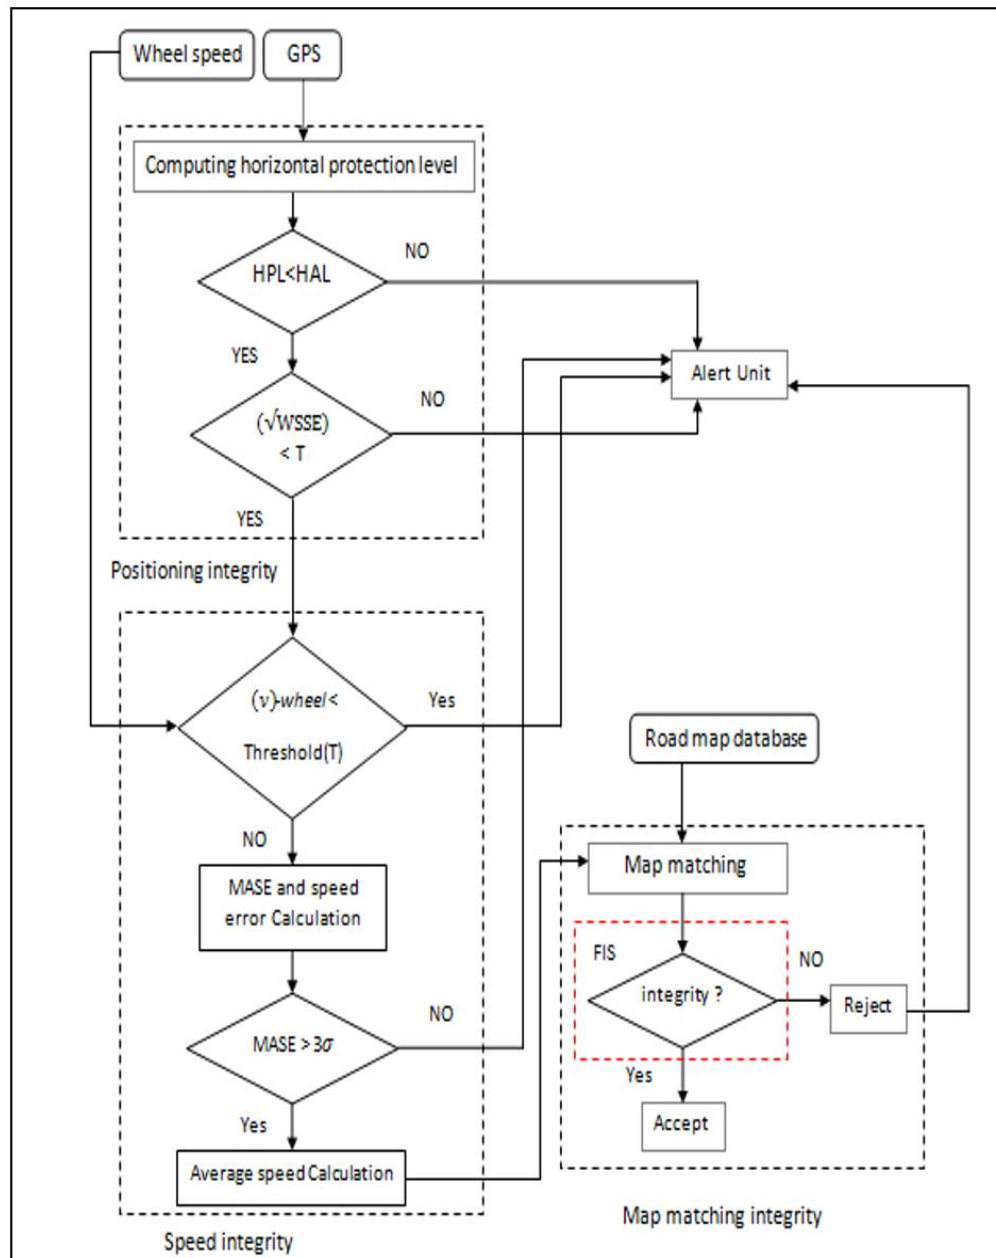 Wheel speed
GPS
Computing horizontal protection level
HPL<HAL
NO
YES
(√WSSE)
< T
NO
YES
Alert Unit
Positioning integrity
(v)-wheel<
Threshold(T)
Yes
NO
MASE and speed
error Calculation
MASE >3σ
NO
Yes
Average speed Calculation
Speed integrity
Road map database
Map matching
FIS
integrity ?
NO
Reject
Yes
Accept
Map matching integrity